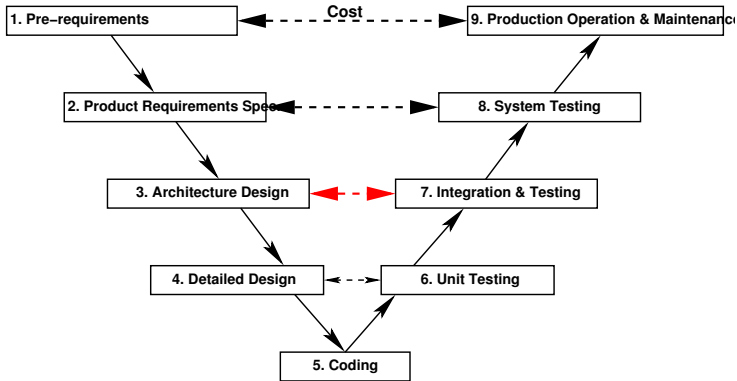 1. Pre-requirements
Cost
9. Production Operation & Maintenance
2. Product Requirements Spec
8. System Testing
3. Architecture Design
7. Integration & Testing
4. Detailed Design
6. Unit Testing
5. Coding